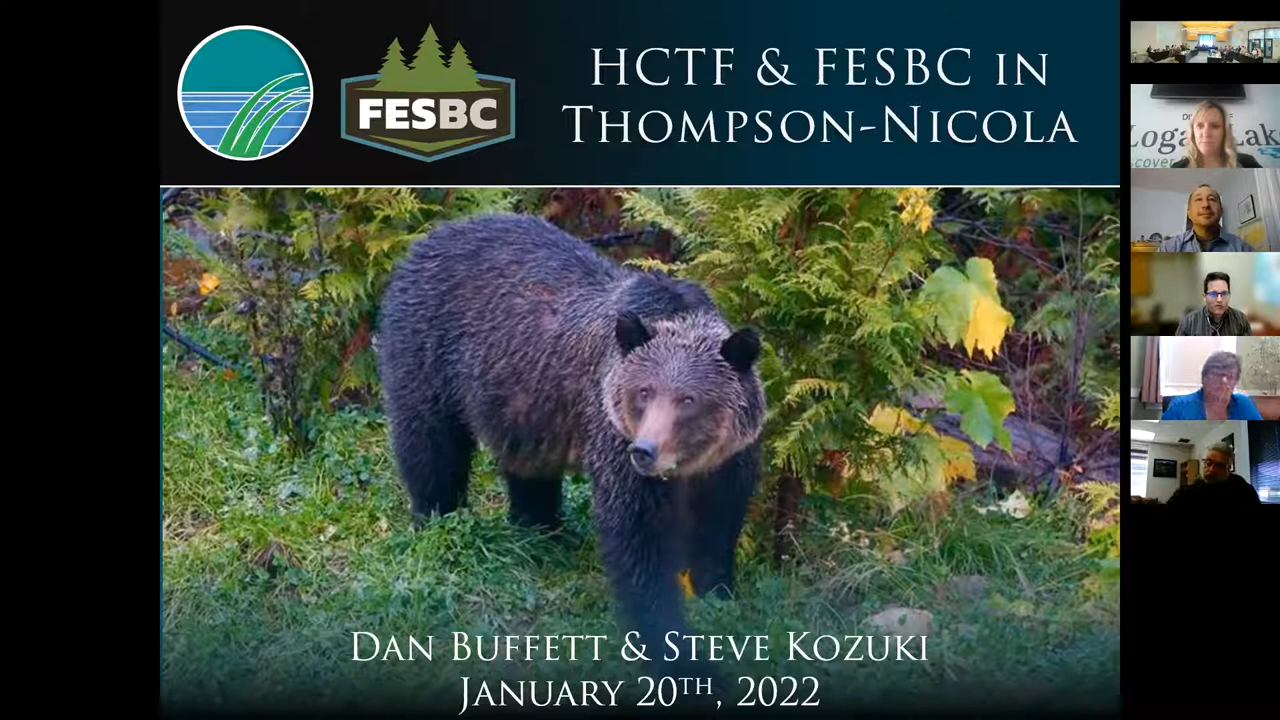 FESBC
HCTF & FESBC in
Thompson-Nicola
Dan Buffett & Steve Kozuki
January 20th, 2022